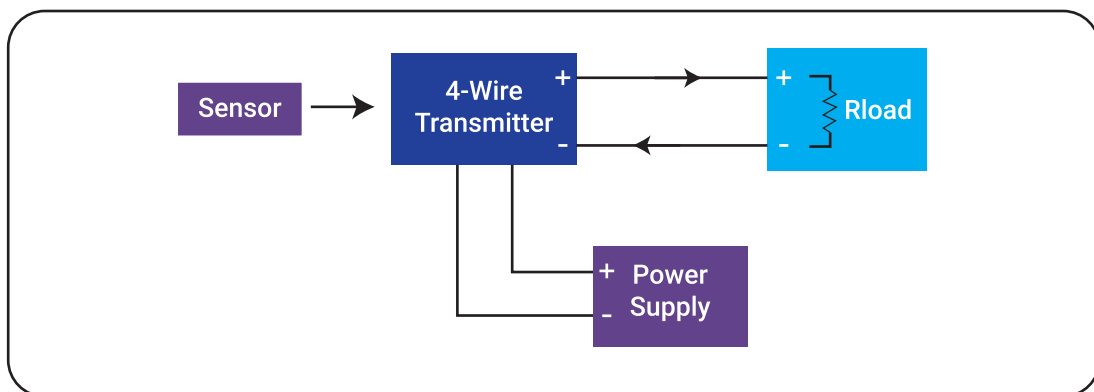 Sensor
4-Wire
Transmitter
+
-
+
-
Rload
+
-
Power
Supply